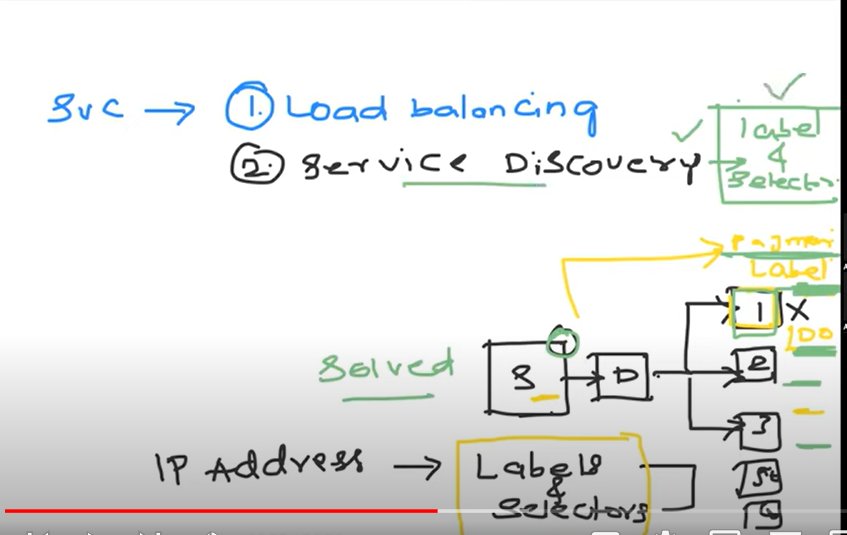 SVC → ① Load balancing
② Service Discovery →
label
&
Selector
Payment
Label
1 X
100
Solved
S
D
2
3
IP Address →
Labels
&
Selectors